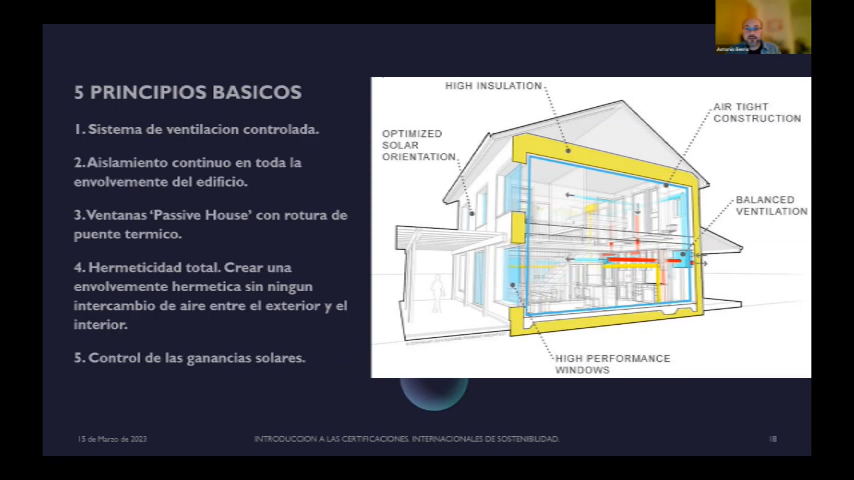 5 PRINCIPIOS BASICOS
1. Sistema de ventilacion controlada.
2. Aislamiento continuo en toda la
envolvemente del edificio.
3. Ventanas ‘Passive House’ con rotura de
puente termico.
4. Hermeticidad total. Crear una
envolvemente hermetica sin ningun
intercambio de aire entre el exterior y el
interior.
5. Control de las ganancias solares.
HIGH INSULATION
AIR TIGHT
CONSTRUCTION
OPTIMIZED
SOLAR
ORIENTATION
BALANCED
VENTILATION
HIGH PERFORMANCE
WINDOWS
15 de Marzo de 2023
INTRODUCCION A LAS CERTIFICACIONES. INTERNACIONALES DE SOSTENIBILIDAD.
18